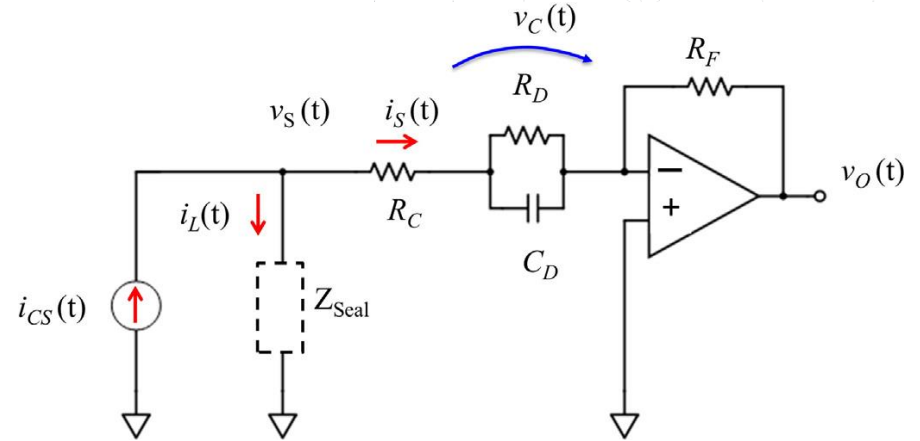 v_C(t)
R_F
R_D
v_S(t)
i_S(t)
v_O(t)
−
+
i_L(t)
R_C
C_D
i_CS(t)
Z_Seal